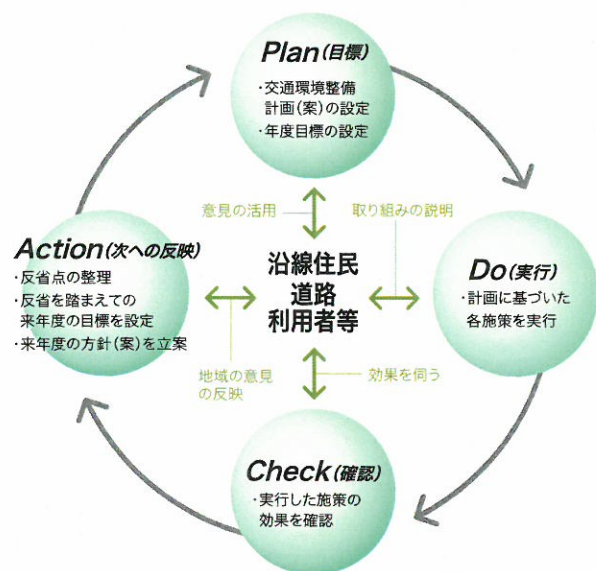 Plan(目標)
・交通環境整備
計画(案)の設定
・年度目標の設定
意見の活用
取り組みの説明
Action(次への反映)
・反省点の整理
・反省を踏まえての
来年度の目標を設定
・来年度の方針(案)を立案
沿線住民
道路
利用者等
Do(実行)
・計画に基づいた
各施策を実行
地域の意見
の反映
効果を伺う
Check(確認)
・実行した施策の
効果を確認